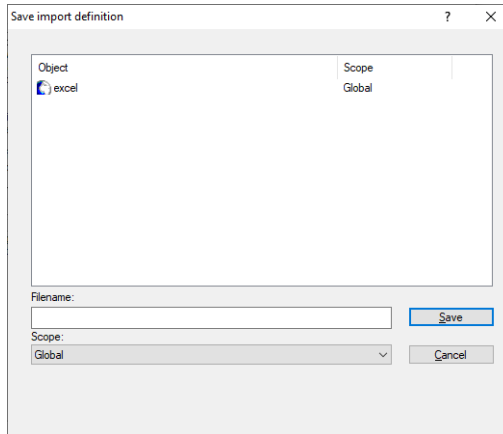 Save import definition ?
Object Scope
excel Global
Filename:
Save
Scope:
Global Cancel